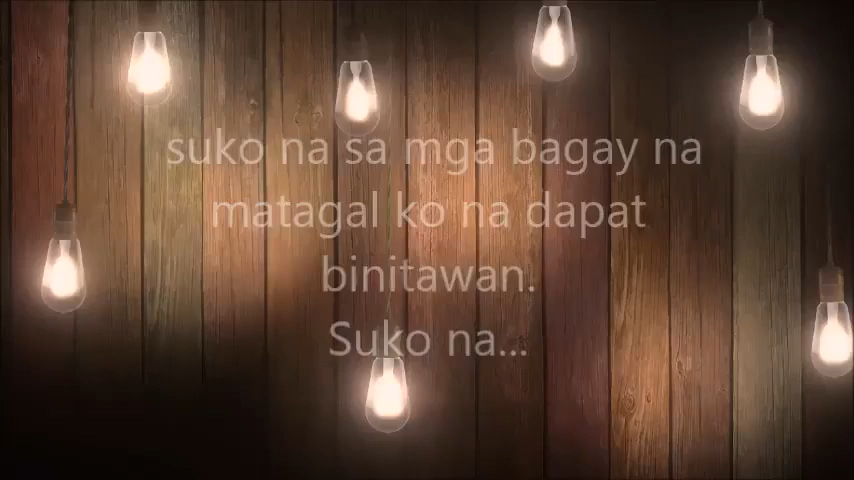 suko na sa mga bagay na
matagal ko na dapat
binitawan.
Suko na...